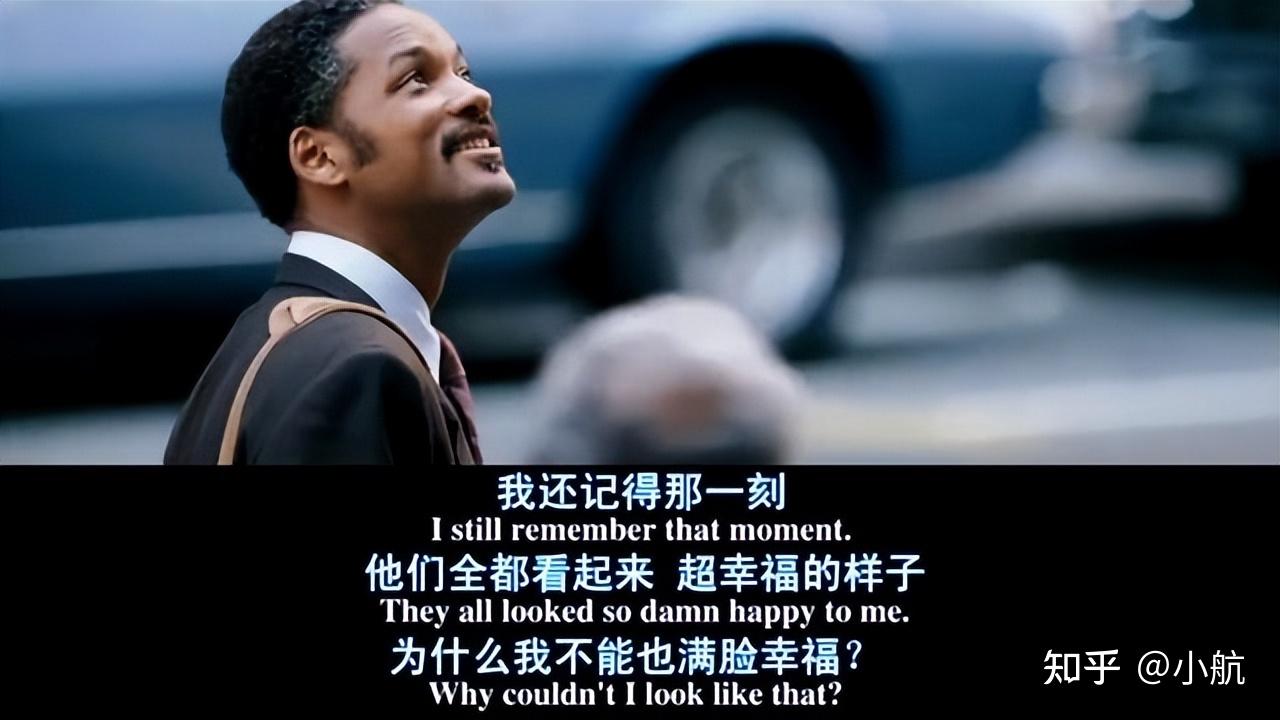 我还记得那一刻
I still remember that moment.
他们全都看起来 超幸福的样子
They all looked so damn happy to me.
为什么我不能也满脸幸福？
Why couldn't I look like that?
知乎 @小航